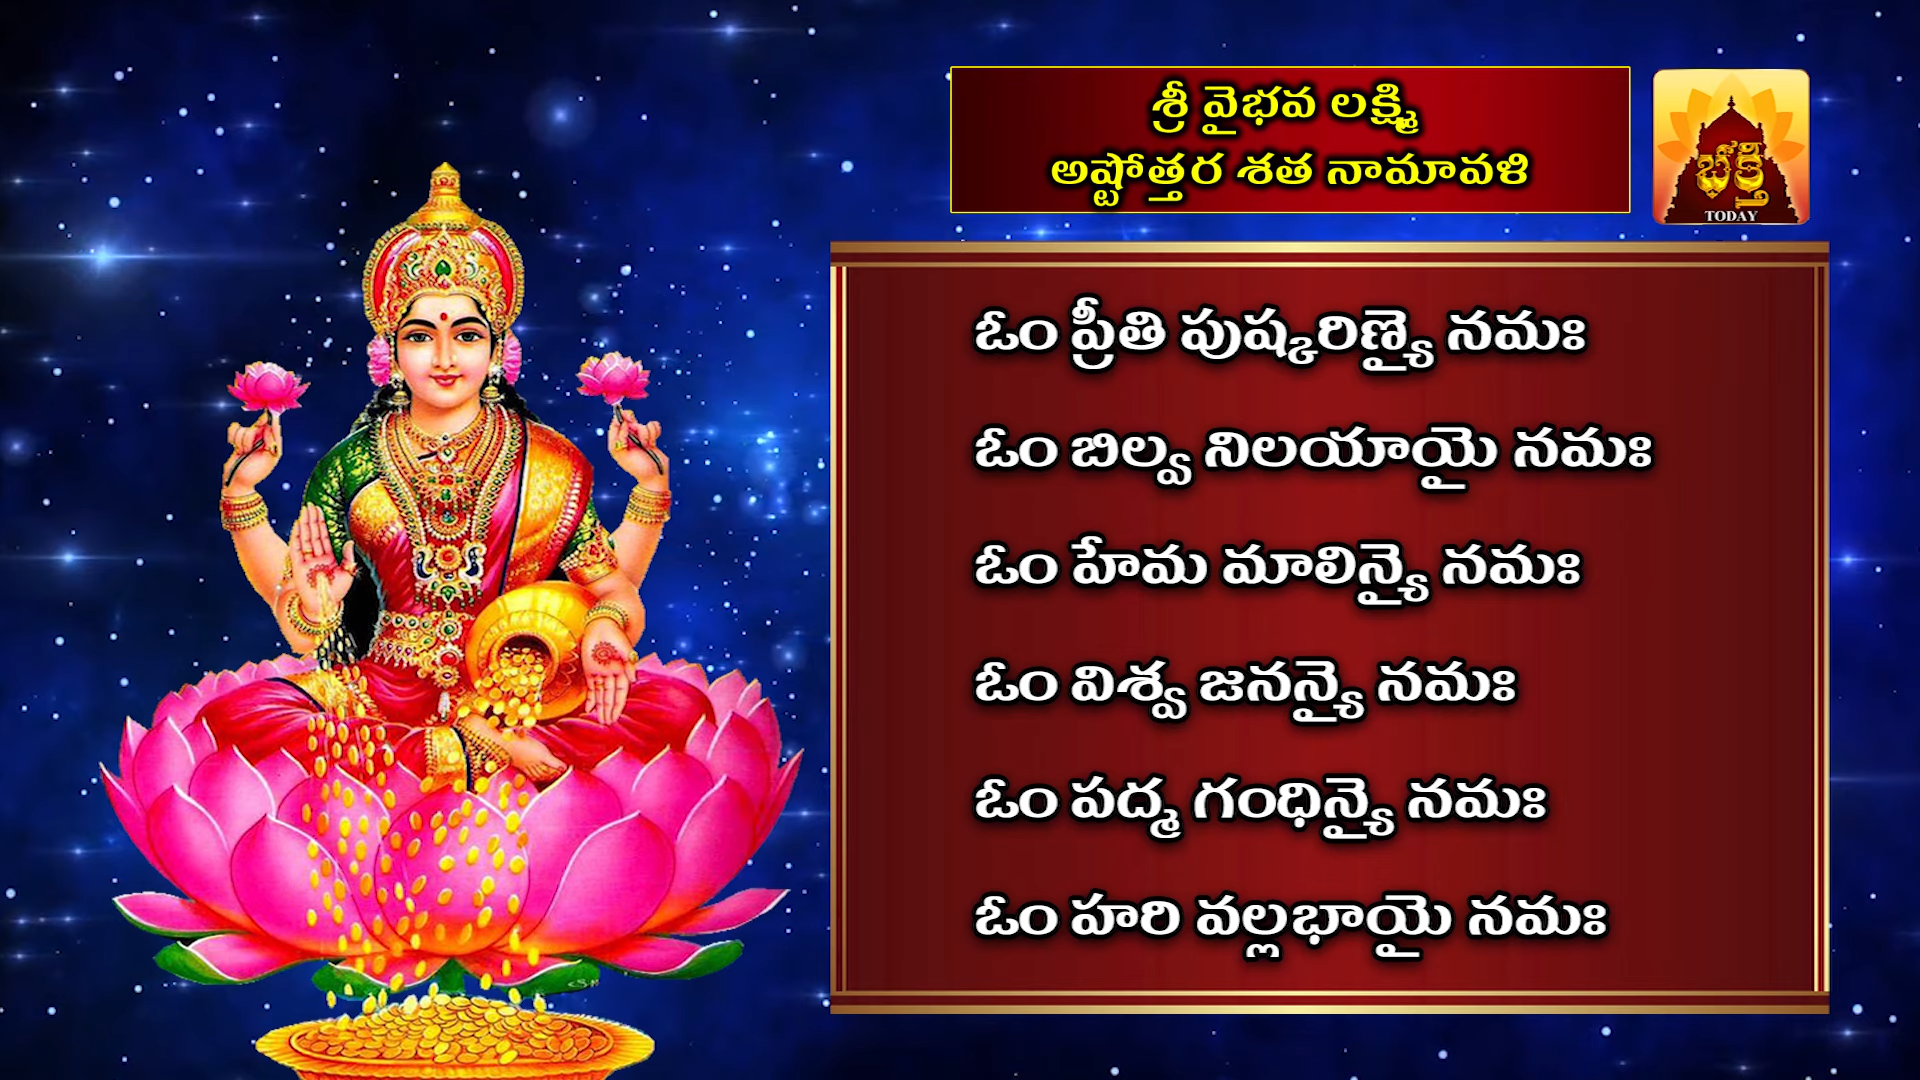 శ్రీ వైభవ లక్ష్మి
అష్టోత్తర శత నామావళి
భక్తి
TODAY
ఓం ప్రీతి పుష్కరిణ్యై నమః
ఓం బిల్వ నిలయాయై నమః
ఓం హేమ మాలిన్యై నమః
ఓం విశ్వ జనన్యై నమః
ఓం పద్మ గంధిన్యై నమః
ఓం హరి వల్లభాయై నమః